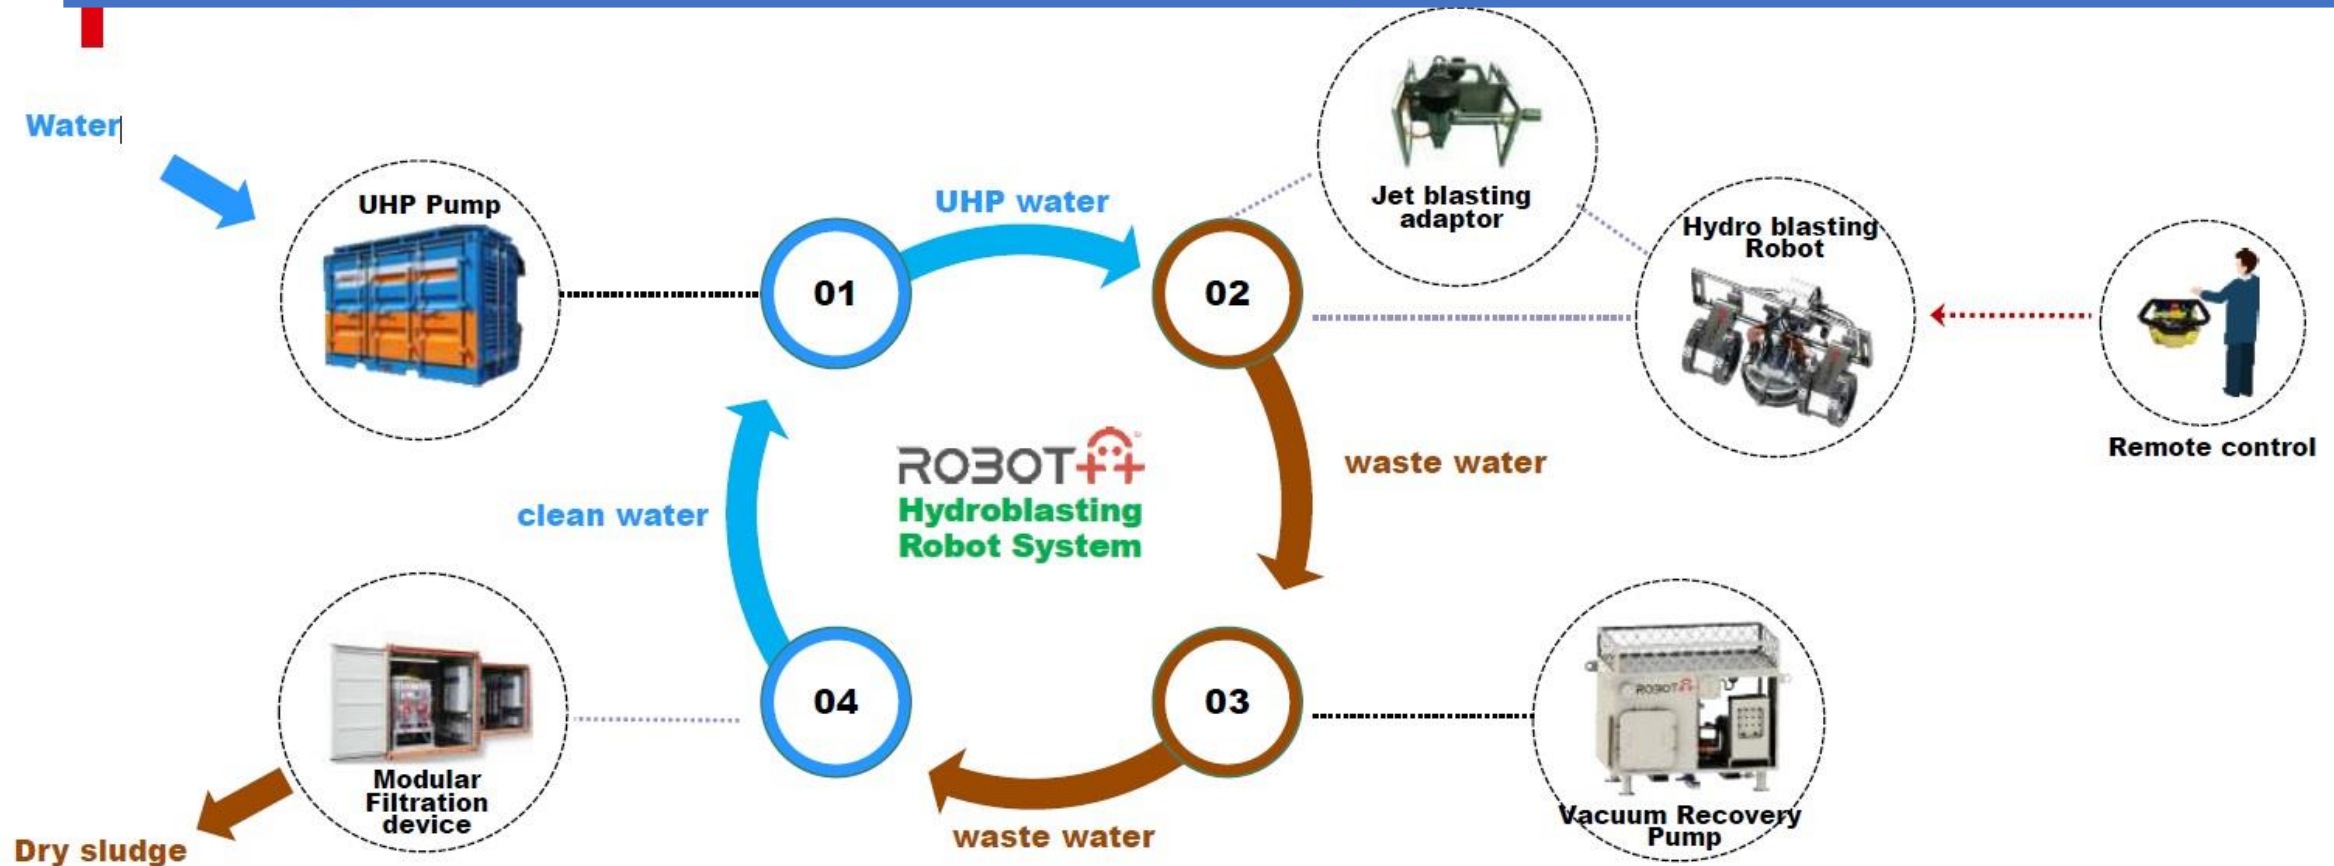 Water
UHP Pump
01
UHP water
02
Jet blasting
adaptor
Hydro blasting
Robot
Remote control
waste water
ROBOT++
Hydroblasting
Robot System
clean water
04
03
ROBOT++
Modular
Filtration
device
Dry sludge
waste water
Vacuum Recovery
Pump